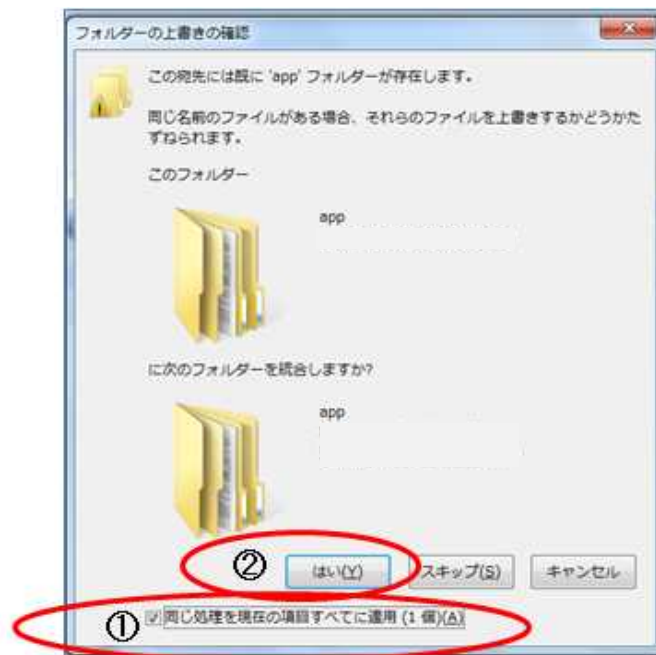 フォルダーの上書きの確認
この宛先には既に 'app' フォルダーが存在します。
同じ名前のファイルがある場合、それらのファイルを上書きするかどうかた
ずねられます。
このフォルダー
app
に次のフォルダーを統合しますか?
app
② はい(Y) スキップ(S) キャンセル
① 同じ処理を現在の項目すべてに適用 (1 個)(A)